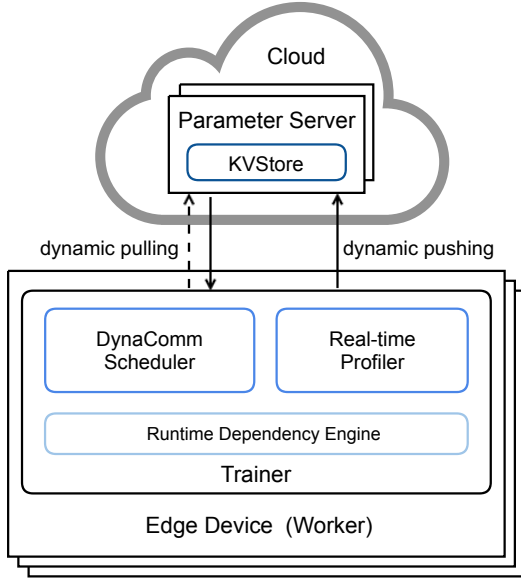 Cloud
Parameter Server
KVStore
dynamic pulling
dynamic pushing
DynaComm
Scheduler
Real-time
Profiler
Runtime Dependency Engine
Trainer
Edge Device (Worker)